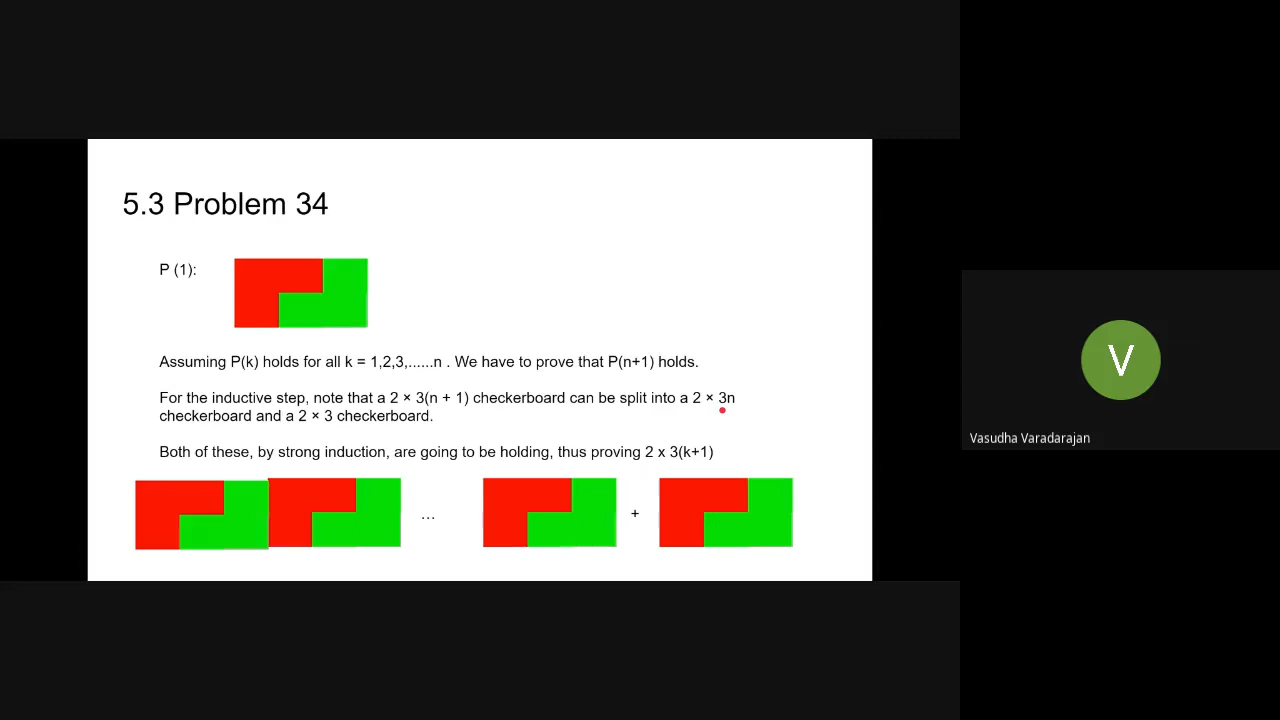 5.3 Problem 34
P (1):
Assuming P(k) holds for all k = 1,2,3,......n . We have to prove that P(n+1) holds.
For the inductive step, note that a 2 × 3(n + 1) checkerboard can be split into a 2 × 3n
checkerboard and a 2 × 3 checkerboard.
Both of these, by strong induction, are going to be holding, thus proving 2 x 3(k+1)
... +
V
Vasudha Varadarajan